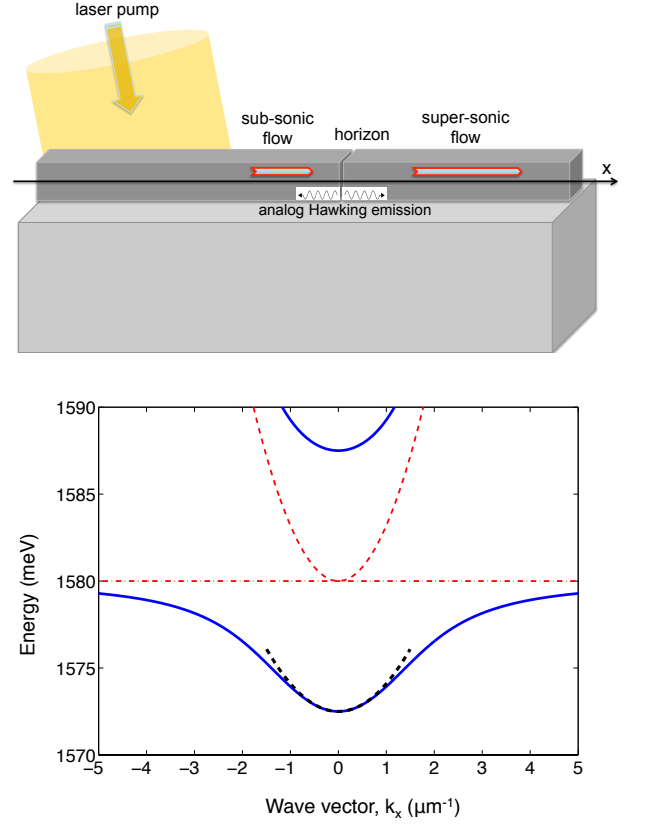 laser pump
sub-sonic
flow
horizon
super-sonic
flow
x
analog Hawking emission
1590
1585
1580
1575
1570
Energy (meV)
−5 −4 −3 −2 −1 0 1 2 3 4 5
Wave vector, kₓ (μm⁻¹)